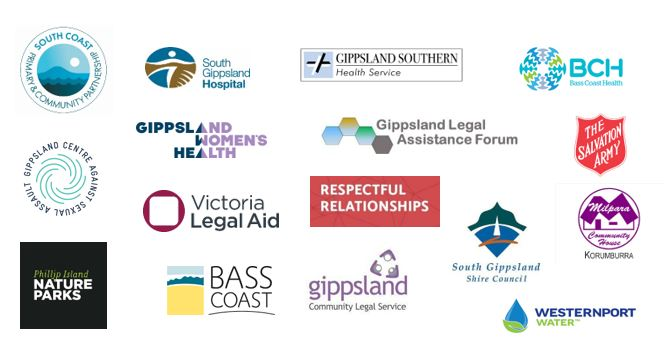 SOUTH COAST
PRIMARY & COMMUNITY PARTNERSHIP
South
Gippsland
Hospital
GIPPSLAND SOUTHERN
Health Service
BCH
Bass Coast Health
GIPPSLAND CENTRE AGAINST SEXUAL ASSAULT
GIPPSLAND
WOMEN'S
HEALTH
Gippsland Legal
Assistance Forum
THE
SALVATION
ARMY
Victoria
Legal Aid
RESPECTFUL
RELATIONSHIPS
South Gippsland
Shire Council
Milpara
Community
House
KORUMBURRA
Phillip Island
NATURE
PARKS
BASS
COAST
gippsland
Community Legal Service
WESTERNPORT
WATER™